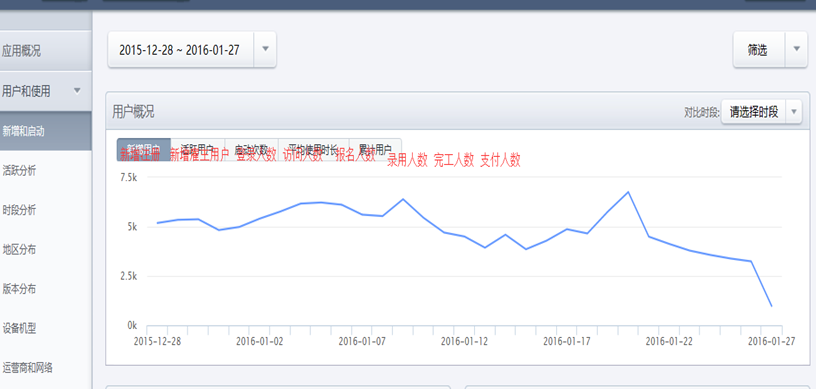 应用概况
用户和使用
新增和启动
活跃分析
时段分析
地区分布
版本分布
设备机型
运营商和网络
2015-12-28 ~ 2016-01-27
筛选
用户概况
对比时段: 请选择时段
新增用户 活跃用户 启动次数 平均使用时长 累计用户
新增注册 新增雇主用户 登录人数 访问人数 报名人数 录用人数 完工人数 支付人数
7.5k
5k
2.5k
0k
2015-12-28 2016-01-02 2016-01-07 2016-01-12 2016-01-17 2016-01-22 2016-01-27